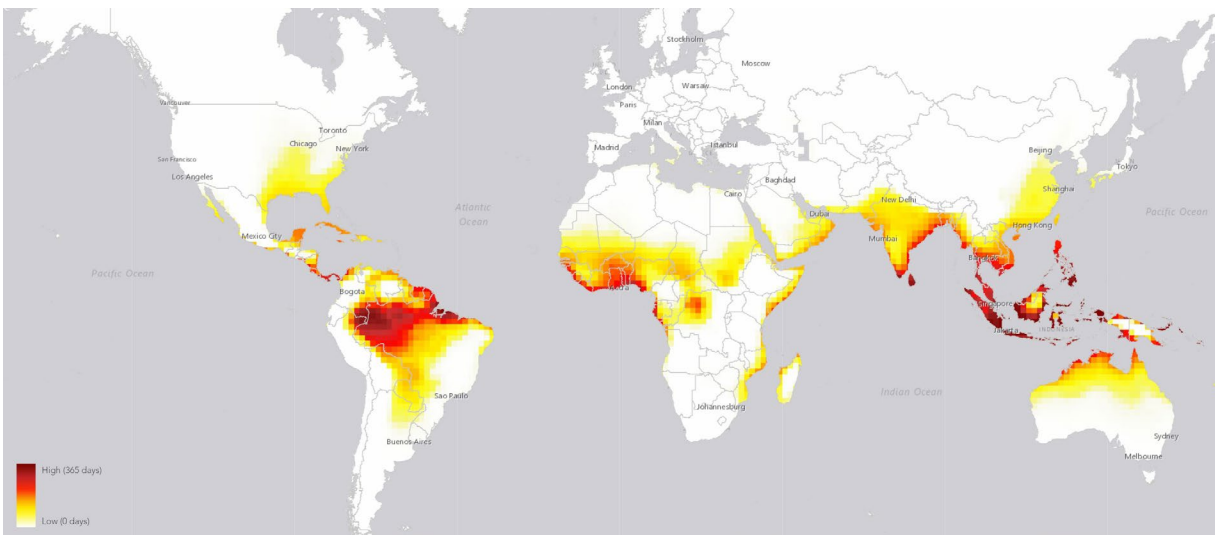 Stockholm
Moscow
London
Warsaw
Paris
Vancouver
Milan
Toronto
Istanbul
Madrid
Chicago
New York
Beijing
San Francisco
Tokyo
Los Angeles
Baghdad
Cairo
Shanghai
New Delhi
Atlantic
Ocean
Dubai
Pacific Ocean
Hong Kong
Mexico City
Mumbai
Pacific Ocean
Bogota
Singapore
Jakarta
INDONESIA
Indian Ocean
Sao Paulo
Johannesburg
Buenos Aires
Sydney
Melbourne
High (365 days)
Low (0 days)